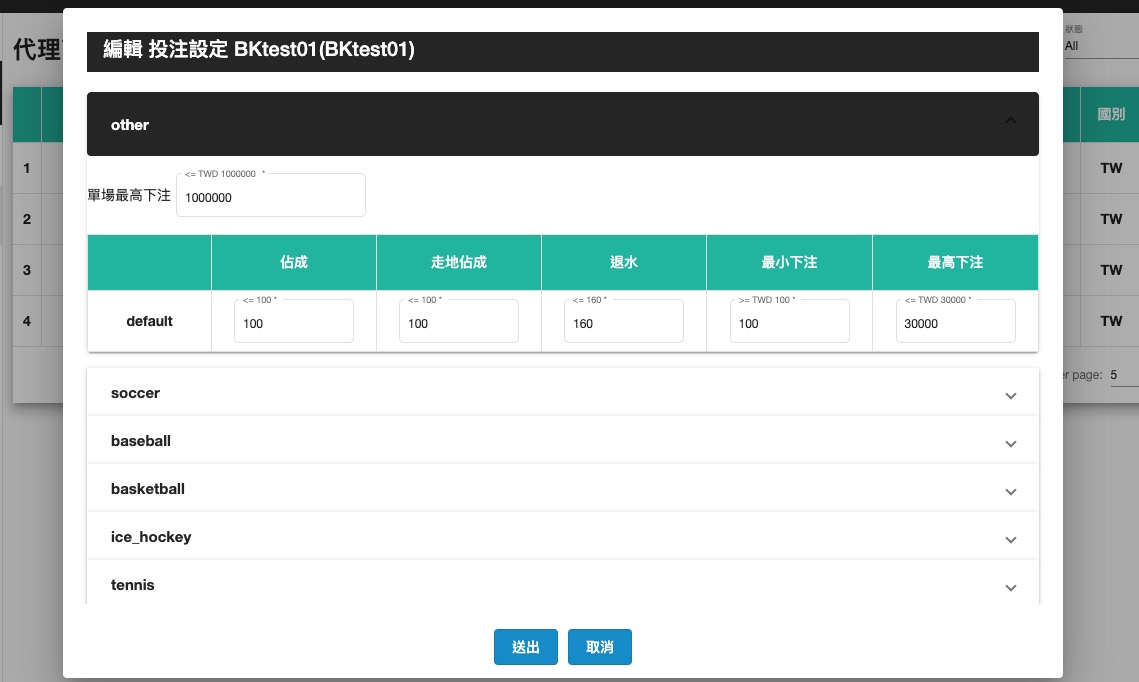 編輯 投注設定 BKtest01(BKtest01)
代理
狀態
All
other
國別
單場最高下注
<= TWD 1000000 *
1000000
1
TW
2
TW
佔成
走地佔成
退水
最小下注
最高下注
3
TW
default
<= 100 *
100
<= 100 *
100
<= 160 *
160
>= TWD 100 *
100
<= TWD 30000 *
30000
4
TW
page:
5
soccer
baseball
basketball
ice_hockey
tennis
送出
取消